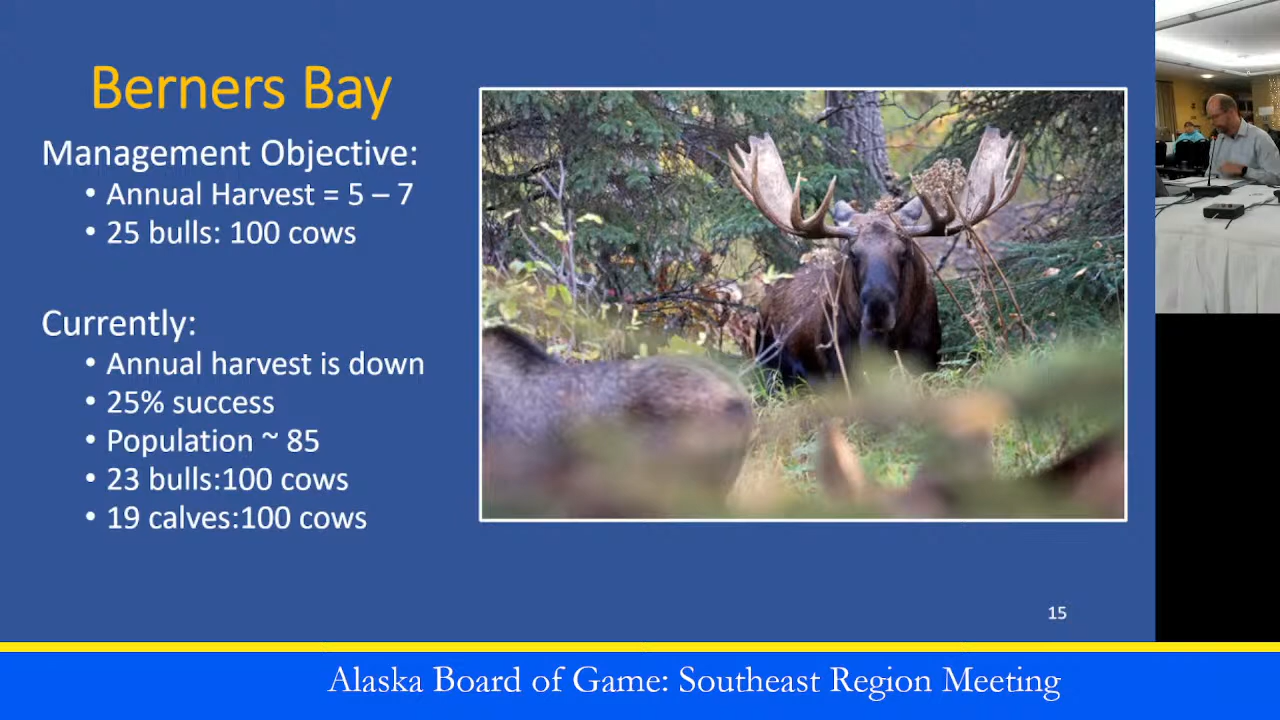 Berners Bay
Management Objective:
• Annual Harvest = 5 – 7
• 25 bulls: 100 cows
Currently:
• Annual harvest is down
• 25% success
• Population ~ 85
• 23 bulls:100 cows
• 19 calves:100 cows
15
Alaska Board of Game: Southeast Region Meeting